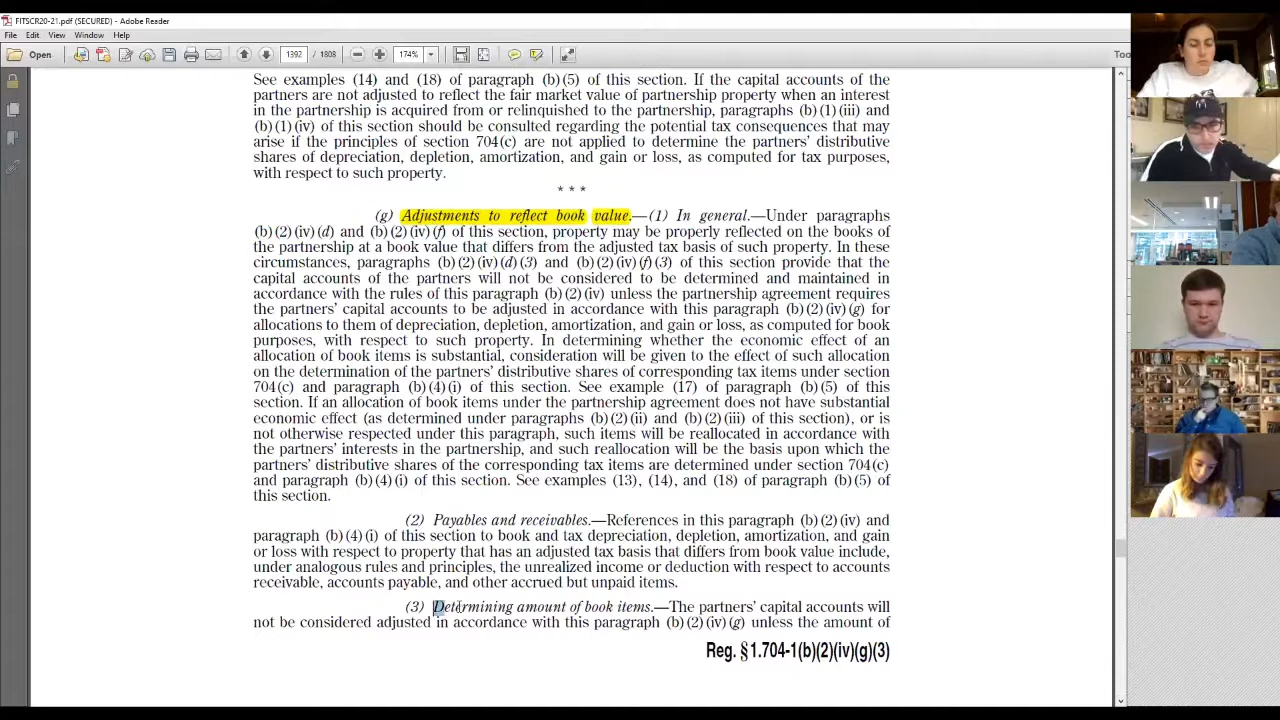 FITSCR20-21.pdf (SECURED) - Adobe Reader
File Edit View Window Help
Open 1392 / 1808 174% Too
See examples (14) and (18) of paragraph (b)(5) of this section. If the capital accounts of the
partners are not adjusted to reflect the fair market value of partnership property when an interest
in the partnership is acquired from or relinquished to the partnership, paragraphs (b)(1)(iii) and
(b)(1)(iv) of this section should be consulted regarding the potential tax consequences that may
arise if the principles of section 704(c) are not applied to determine the partners' distributive
shares of depreciation, depletion, amortization, and gain or loss, as computed for tax purposes,
with respect to such property.
* * *
(g) Adjustments to reflect book value.—(1) In general.—Under paragraphs
(b)(2)(iv)(d) and (b)(2)(iv)(f) of this section, property may be properly reflected on the books of
the partnership at a book value that differs from the adjusted tax basis of such property. In these
circumstances, paragraphs (b)(2)(iv)(d)(3) and (b)(2)(iv)(f)(3) of this section provide that the
capital accounts of the partners will not be considered to be determined and maintained in
accordance with the rules of this paragraph (b)(2)(iv) unless the partnership agreement requires
the partners' capital accounts to be adjusted in accordance with this paragraph (b)(2)(iv)(g) for
allocations to them of depreciation, depletion, amortization, and gain or loss, as computed for book
purposes, with respect to such property. In determining whether the economic effect of an
allocation of book items is substantial, consideration will be given to the effect of such allocation
on the determination of the partners' distributive shares of corresponding tax items under section
704(c) and paragraph (b)(4)(i) of this section. See example (17) of paragraph (b)(5) of this
section. If an allocation of book items under the partnership agreement does not have substantial
economic effect (as determined under paragraphs (b)(2)(ii) and (b)(2)(iii) of this section), or is
not otherwise respected under this paragraph, such items will be reallocated in accordance with
the partners' interests in the partnership, and such reallocation will be the basis upon which the
partners' distributive shares of the corresponding tax items are determined under section 704(c)
and paragraph (b)(4)(i) of this section. See examples (13), (14), and (18) of paragraph (b)(5) of
this section.
(2) Payables and receivables.—References in this paragraph (b)(2)(iv) and
paragraph (b)(4)(i) of this section to book and tax depreciation, depletion, amortization, and gain
or loss with respect to property that has an adjusted tax basis that differs from book value include,
under analogous rules and principles, the unrealized income or deduction with respect to accounts
receivable, accounts payable, and other accrued but unpaid items.
(3) Determining amount of book items.—The partners' capital accounts will
not be considered adjusted in accordance with this paragraph (b)(2)(iv)(g) unless the amount of
Reg. §1.704-1(b)(2)(iv)(g)(3)